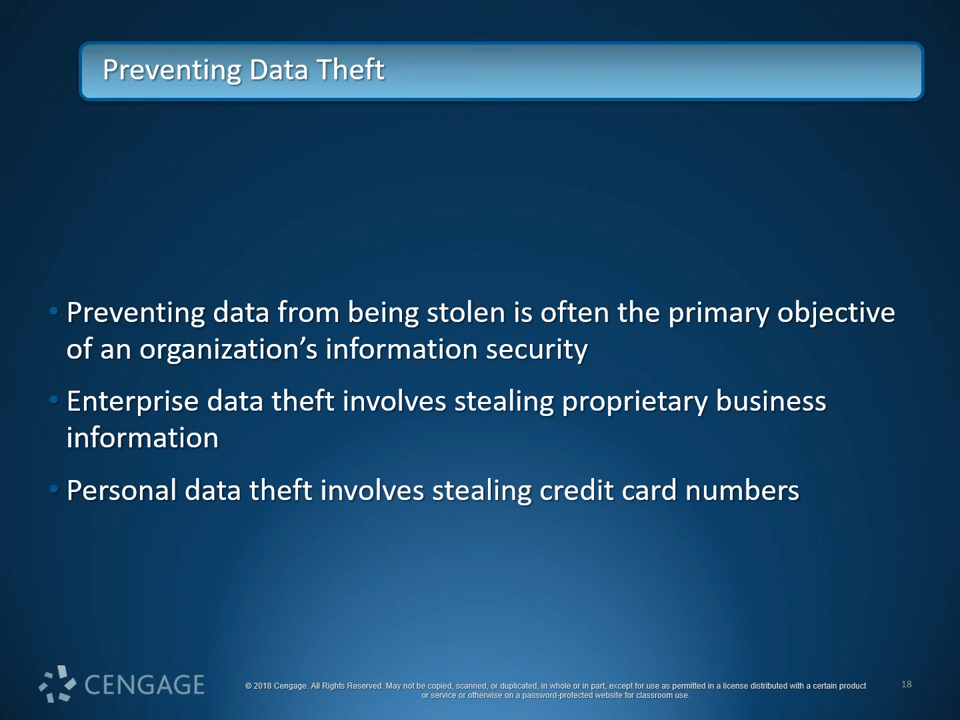 Preventing Data Theft
• Preventing data from being stolen is often the primary objective
of an organization’s information security
• Enterprise data theft involves stealing proprietary business
information
• Personal data theft involves stealing credit card numbers
CENGAGE
© 2018 Cengage. All Rights Reserved. May not be copied, scanned, or duplicated, in whole or in part, except for use as permitted in a license distributed with a certain product
or service or otherwise on a password-protected website for classroom use.
18